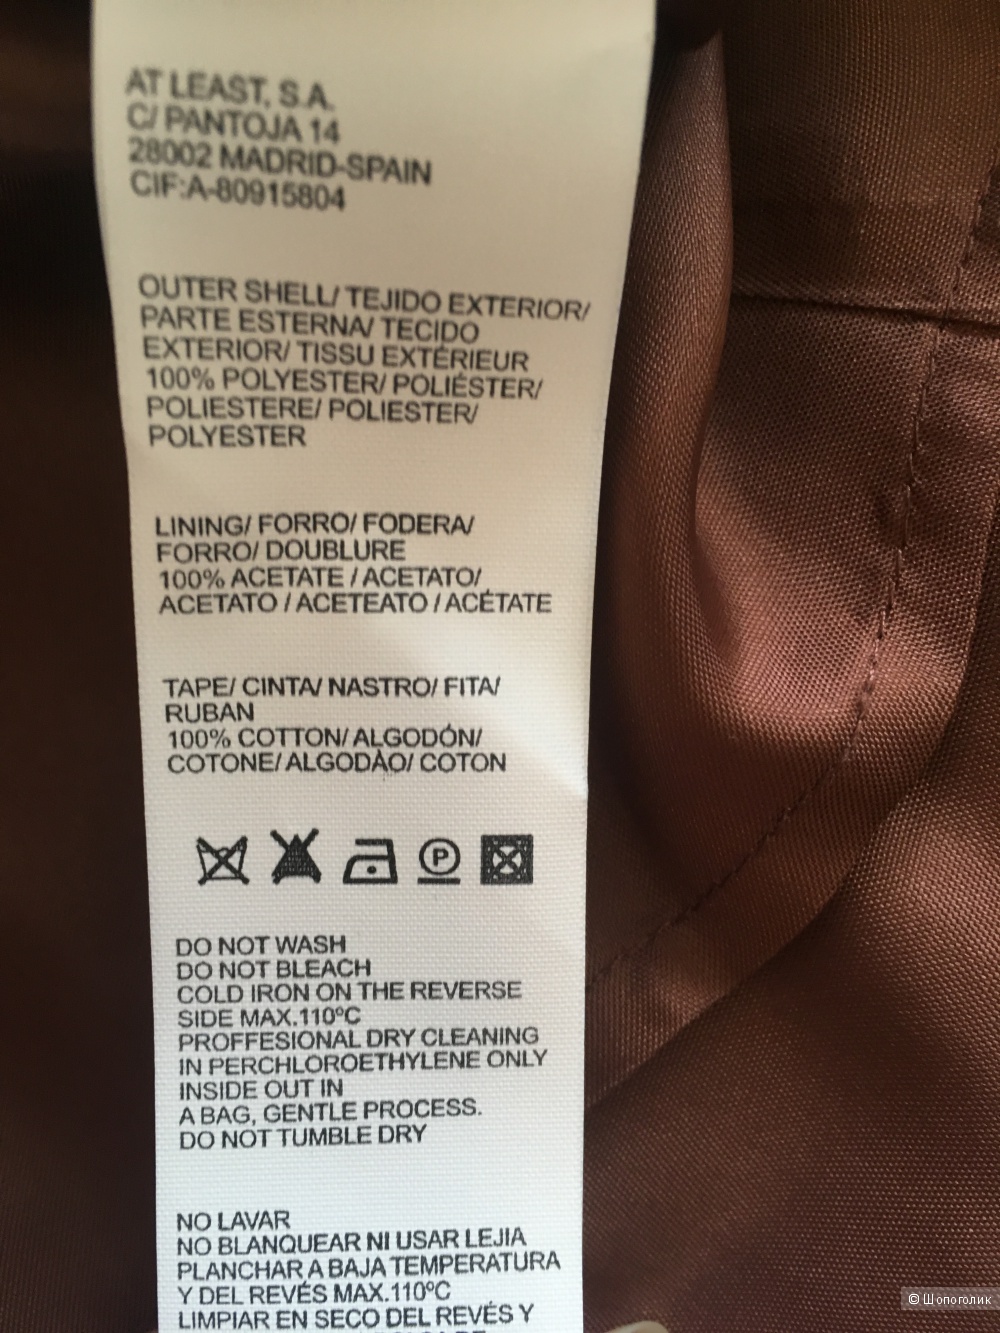 AT LEAST, S.A.
C/ PANTOJA 14
28002 MADRID-SPAIN
CIF:A-80915804
OUTER SHELL/ TEJIDO EXTERIOR/
PARTE ESTERNA/ TECIDO
EXTERIOR/ TISSU EXTÉRIEUR
100% POLYESTER/ POLIÉSTER/
POLIESTERE/ POLIESTER/
POLYESTER
LINING/ FORRO/ FODERA/
FORRO/ DOUBLURE
100% ACETATE / ACETATO/
ACETATO / ACETEATO / ACÉTATE
TAPE/ CINTA/ NASTRO/ FITA/
RUBAN
100% COTTON/ ALGODÓN/
COTONE/ ALGODÀO/ COTON
P
DO NOT WASH
DO NOT BLEACH
COLD IRON ON THE REVERSE
SIDE MAX.110ºC
PROFFESIONAL DRY CLEANING
IN PERCHLOROETHYLENE ONLY
INSIDE OUT IN
A BAG, GENTLE PROCESS.
DO NOT TUMBLE DRY
NO LAVAR
NO BLANQUEAR NI USAR LEJIA
PLANCHAR A BAJA TEMPERATURA
Y DEL REVÉS MAX.110ºC
LIMPIAR EN SECO DEL REVÉS Y
© Шопоголик